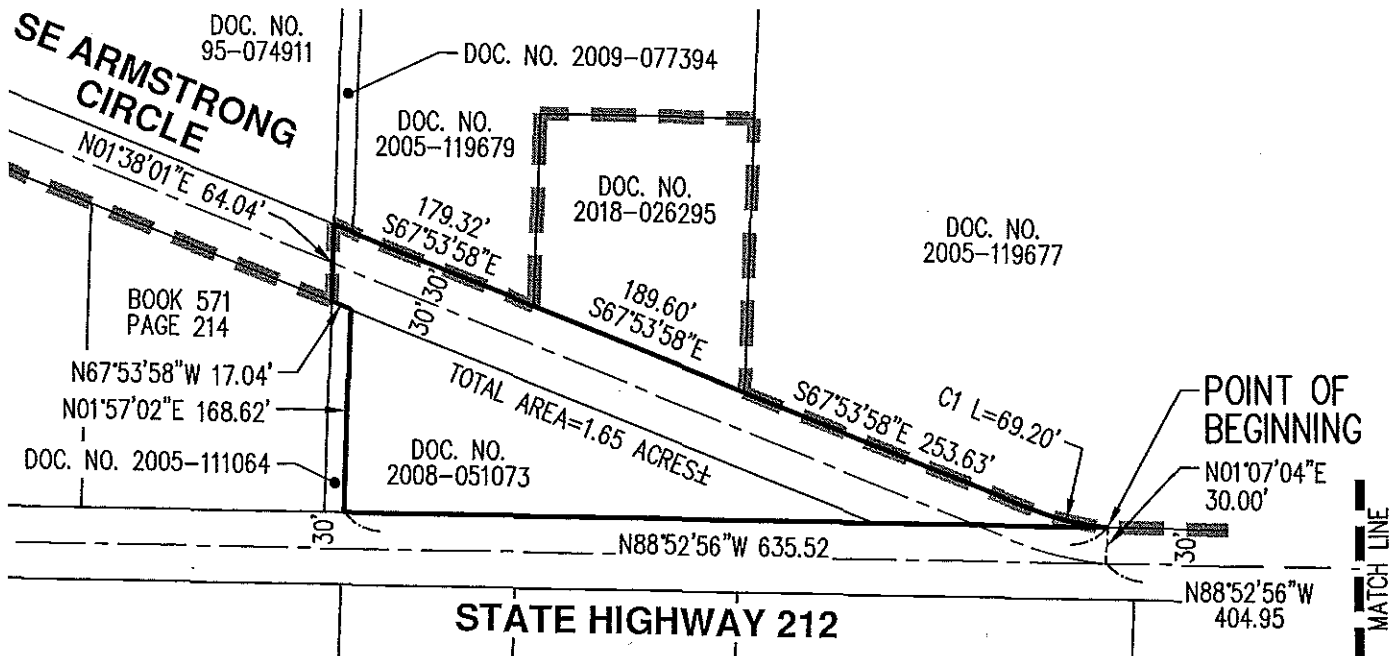 SE ARMSTRONG
CIRCLE
DOC. NO.
95-074911
DOC. NO. 2009-077394
DOC. NO.
2005-119679
DOC. NO.
2018-026295
DOC. NO.
2005-119677
N01°38'01"E 64.04'
179.32'
S67°53'58"E
189.60'
S67°53'58"E
30'
30'
BOOK 571
PAGE 214
N67°53'58"W 17.04'
N01°57'02"E 168.62'
DOC. NO. 2005-111064
TOTAL AREA=1.65 ACRES±
DOC. NO.
2008-051073
S67°53'58"E 253.63'
C1 L=69.20'
POINT OF
BEGINNING
N01°07'04"E
30.00'
30'
N88°52'56"W 635.52
30'
N88°52'56"W
404.95
MATCH LINE
STATE HIGHWAY 212